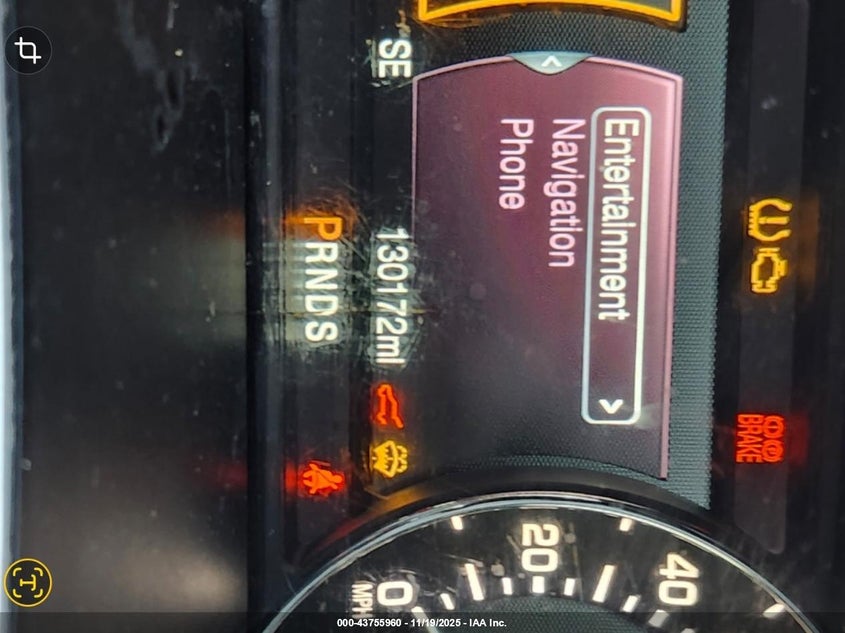 SE
Entertainment
Navigation
Phone
130172mi
PRNDS
BRAKE
MPH
0
20
40
000-43755960 - 11/19/2025 - IAA Inc.